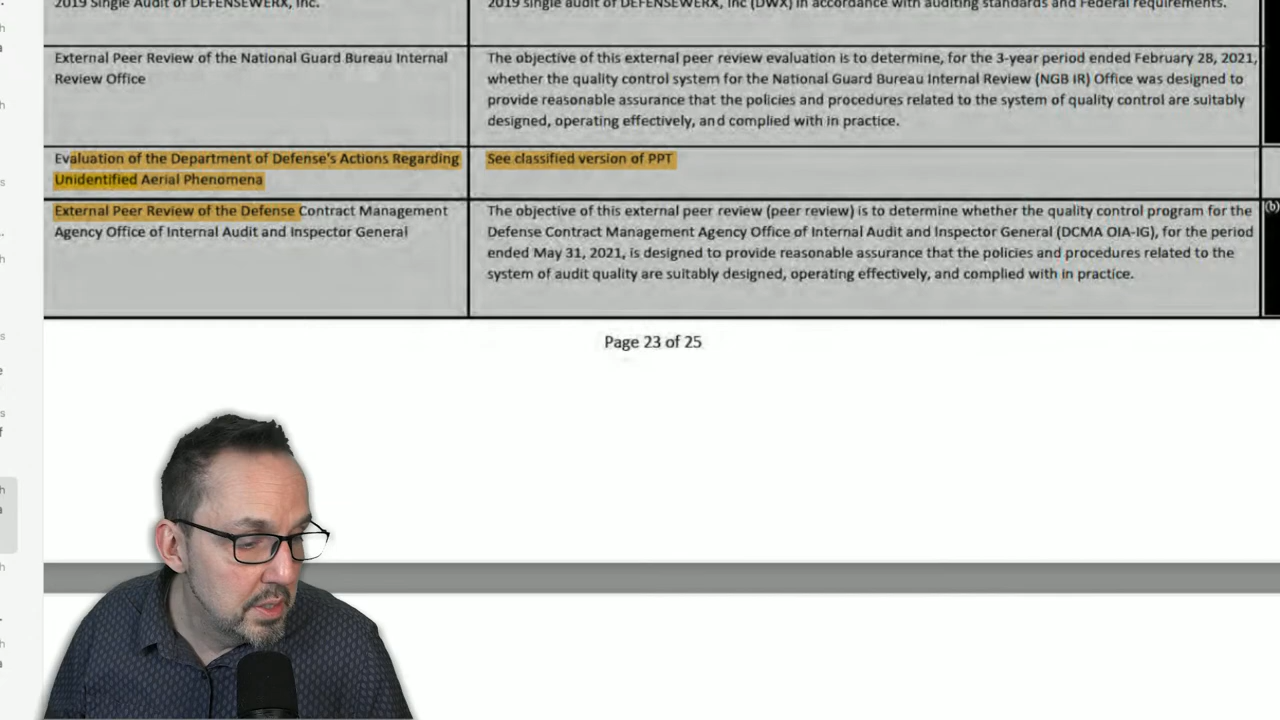 2019 Single Audit of DEFENSEWERX, Inc.
2019 single audit of DEFENSEWERX, Inc (DWX) in accordance with auditing standards and Federal requirements.
External Peer Review of the National Guard Bureau Internal
Review Office
The objective of this external peer review evaluation is to determine, for the 3-year period ended February 28, 2021,
whether the quality control system for the National Guard Bureau Internal Review (NGB IR) Office was designed to
provide reasonable assurance that the policies and procedures related to the system of quality control are suitably
designed, operating effectively, and complied with in practice.
Evaluation of the Department of Defense's Actions Regarding
Unidentified Aerial Phenomena
See classified version of PPT
External Peer Review of the Defense Contract Management
Agency Office of Internal Audit and Inspector General
The objective of this external peer review (peer review) is to determine whether the quality control program for the
Defense Contract Management Agency Office of Internal Audit and Inspector General (DCMA OIA-IG), for the period
ended May 31, 2021, is designed to provide reasonable assurance that the policies and procedures related to the
system of audit quality are suitably designed, operating effectively, and complied with in practice.
(b)
Page 23 of 25